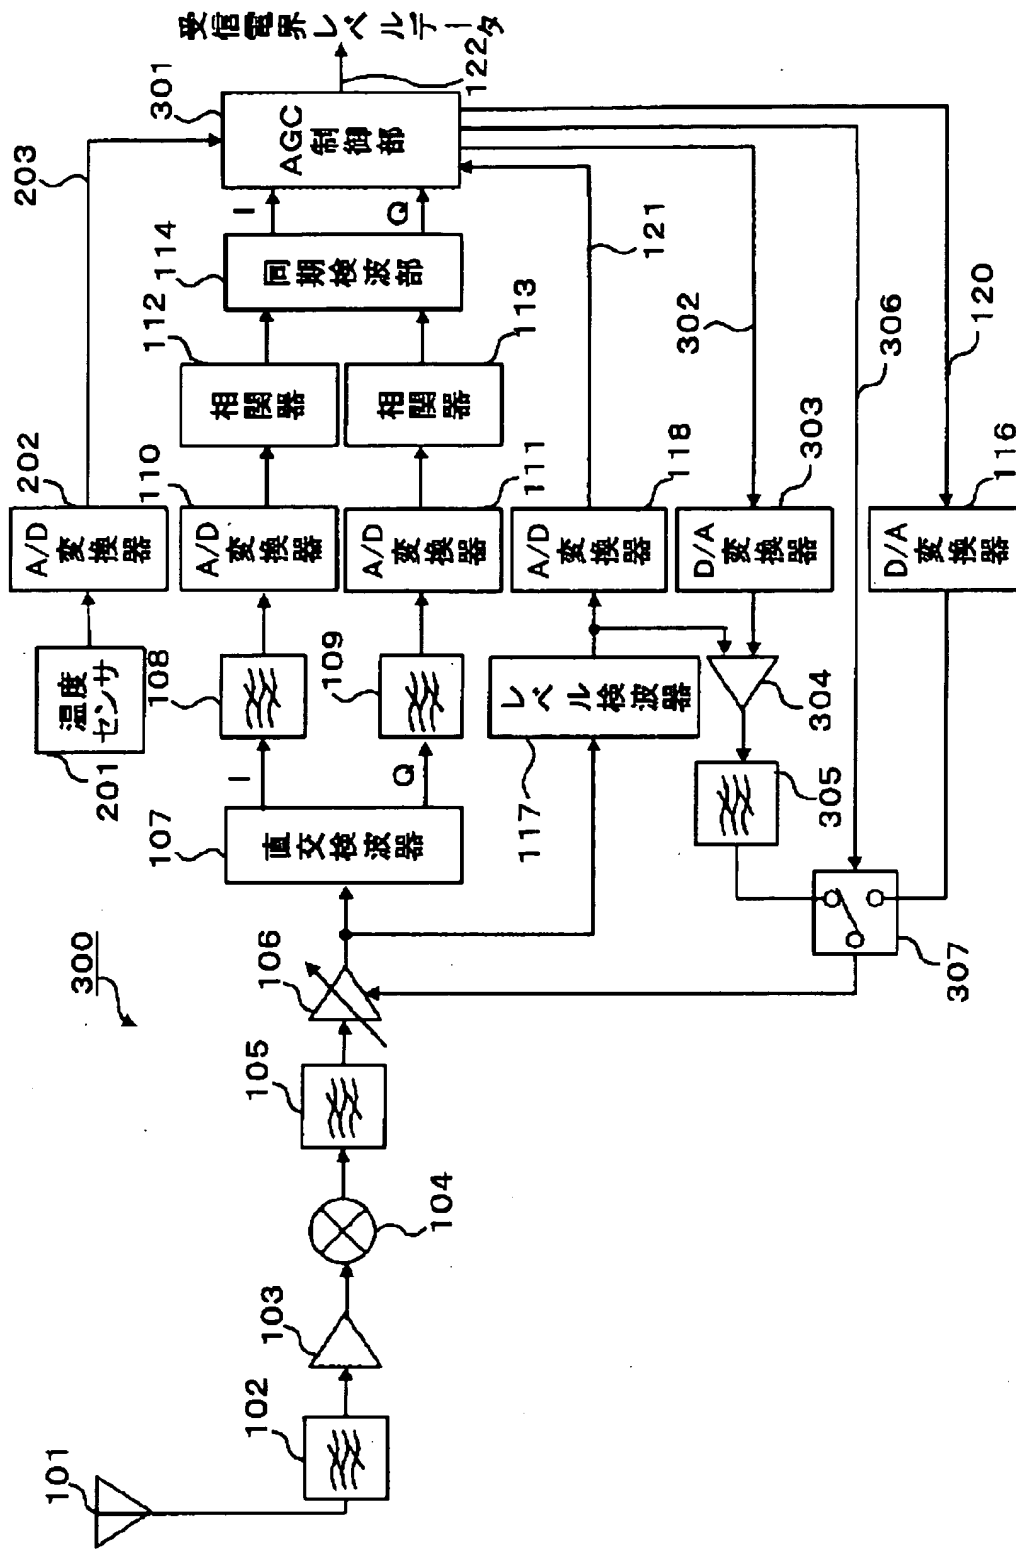 300
101
102
103
104
105
106
107
直交検波器
I
Q
108
109
201
温度
センサ
202
A/D
変換器
203
110
A/D
変換器
111
A/D
変換器
112
相関器
113
相関器
114
同期検波部
I
Q
301
AGC
制御部
122
受信電界レベルデータ
117
レベル検波器
118
A/D
変換器
121
302
303
D/A
変換器
304
305
306
307
120
116
D/A
変換器